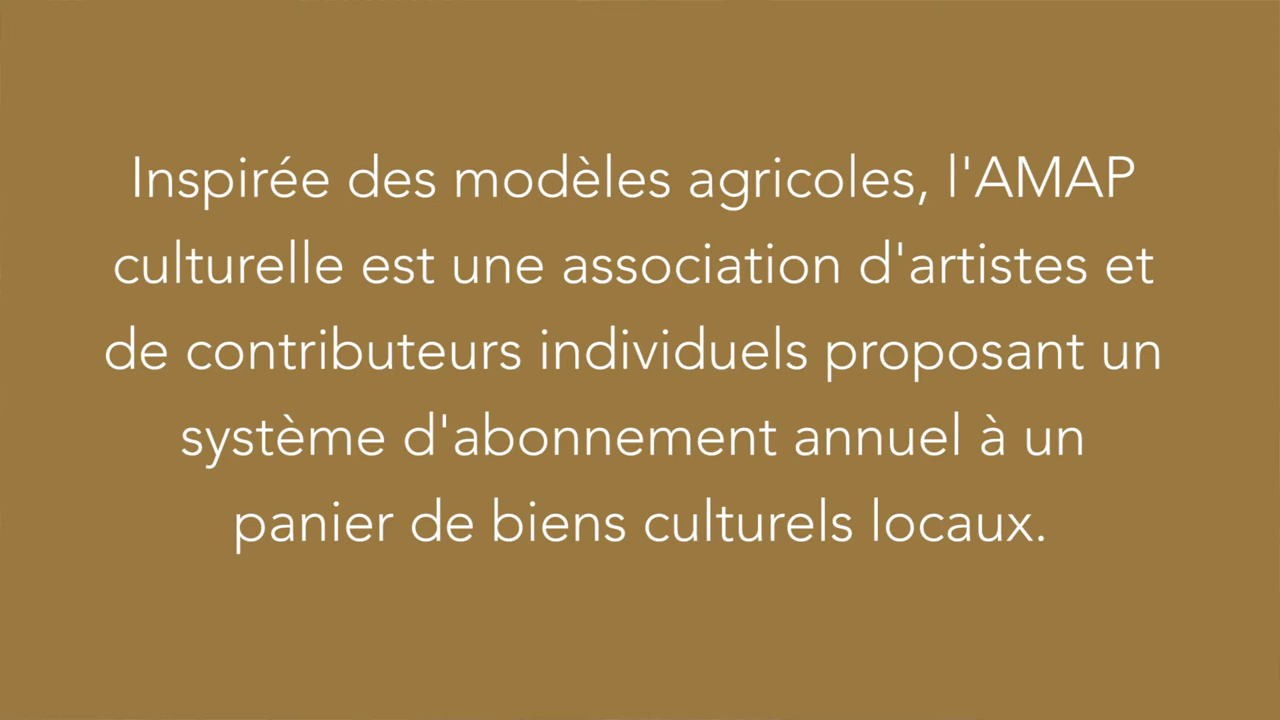 Inspirée des modèles agricoles, l'AMAP
culturelle est une association d'artistes et
de contributeurs individuels proposant un
système d'abonnement annuel à un
panier de biens culturels locaux.